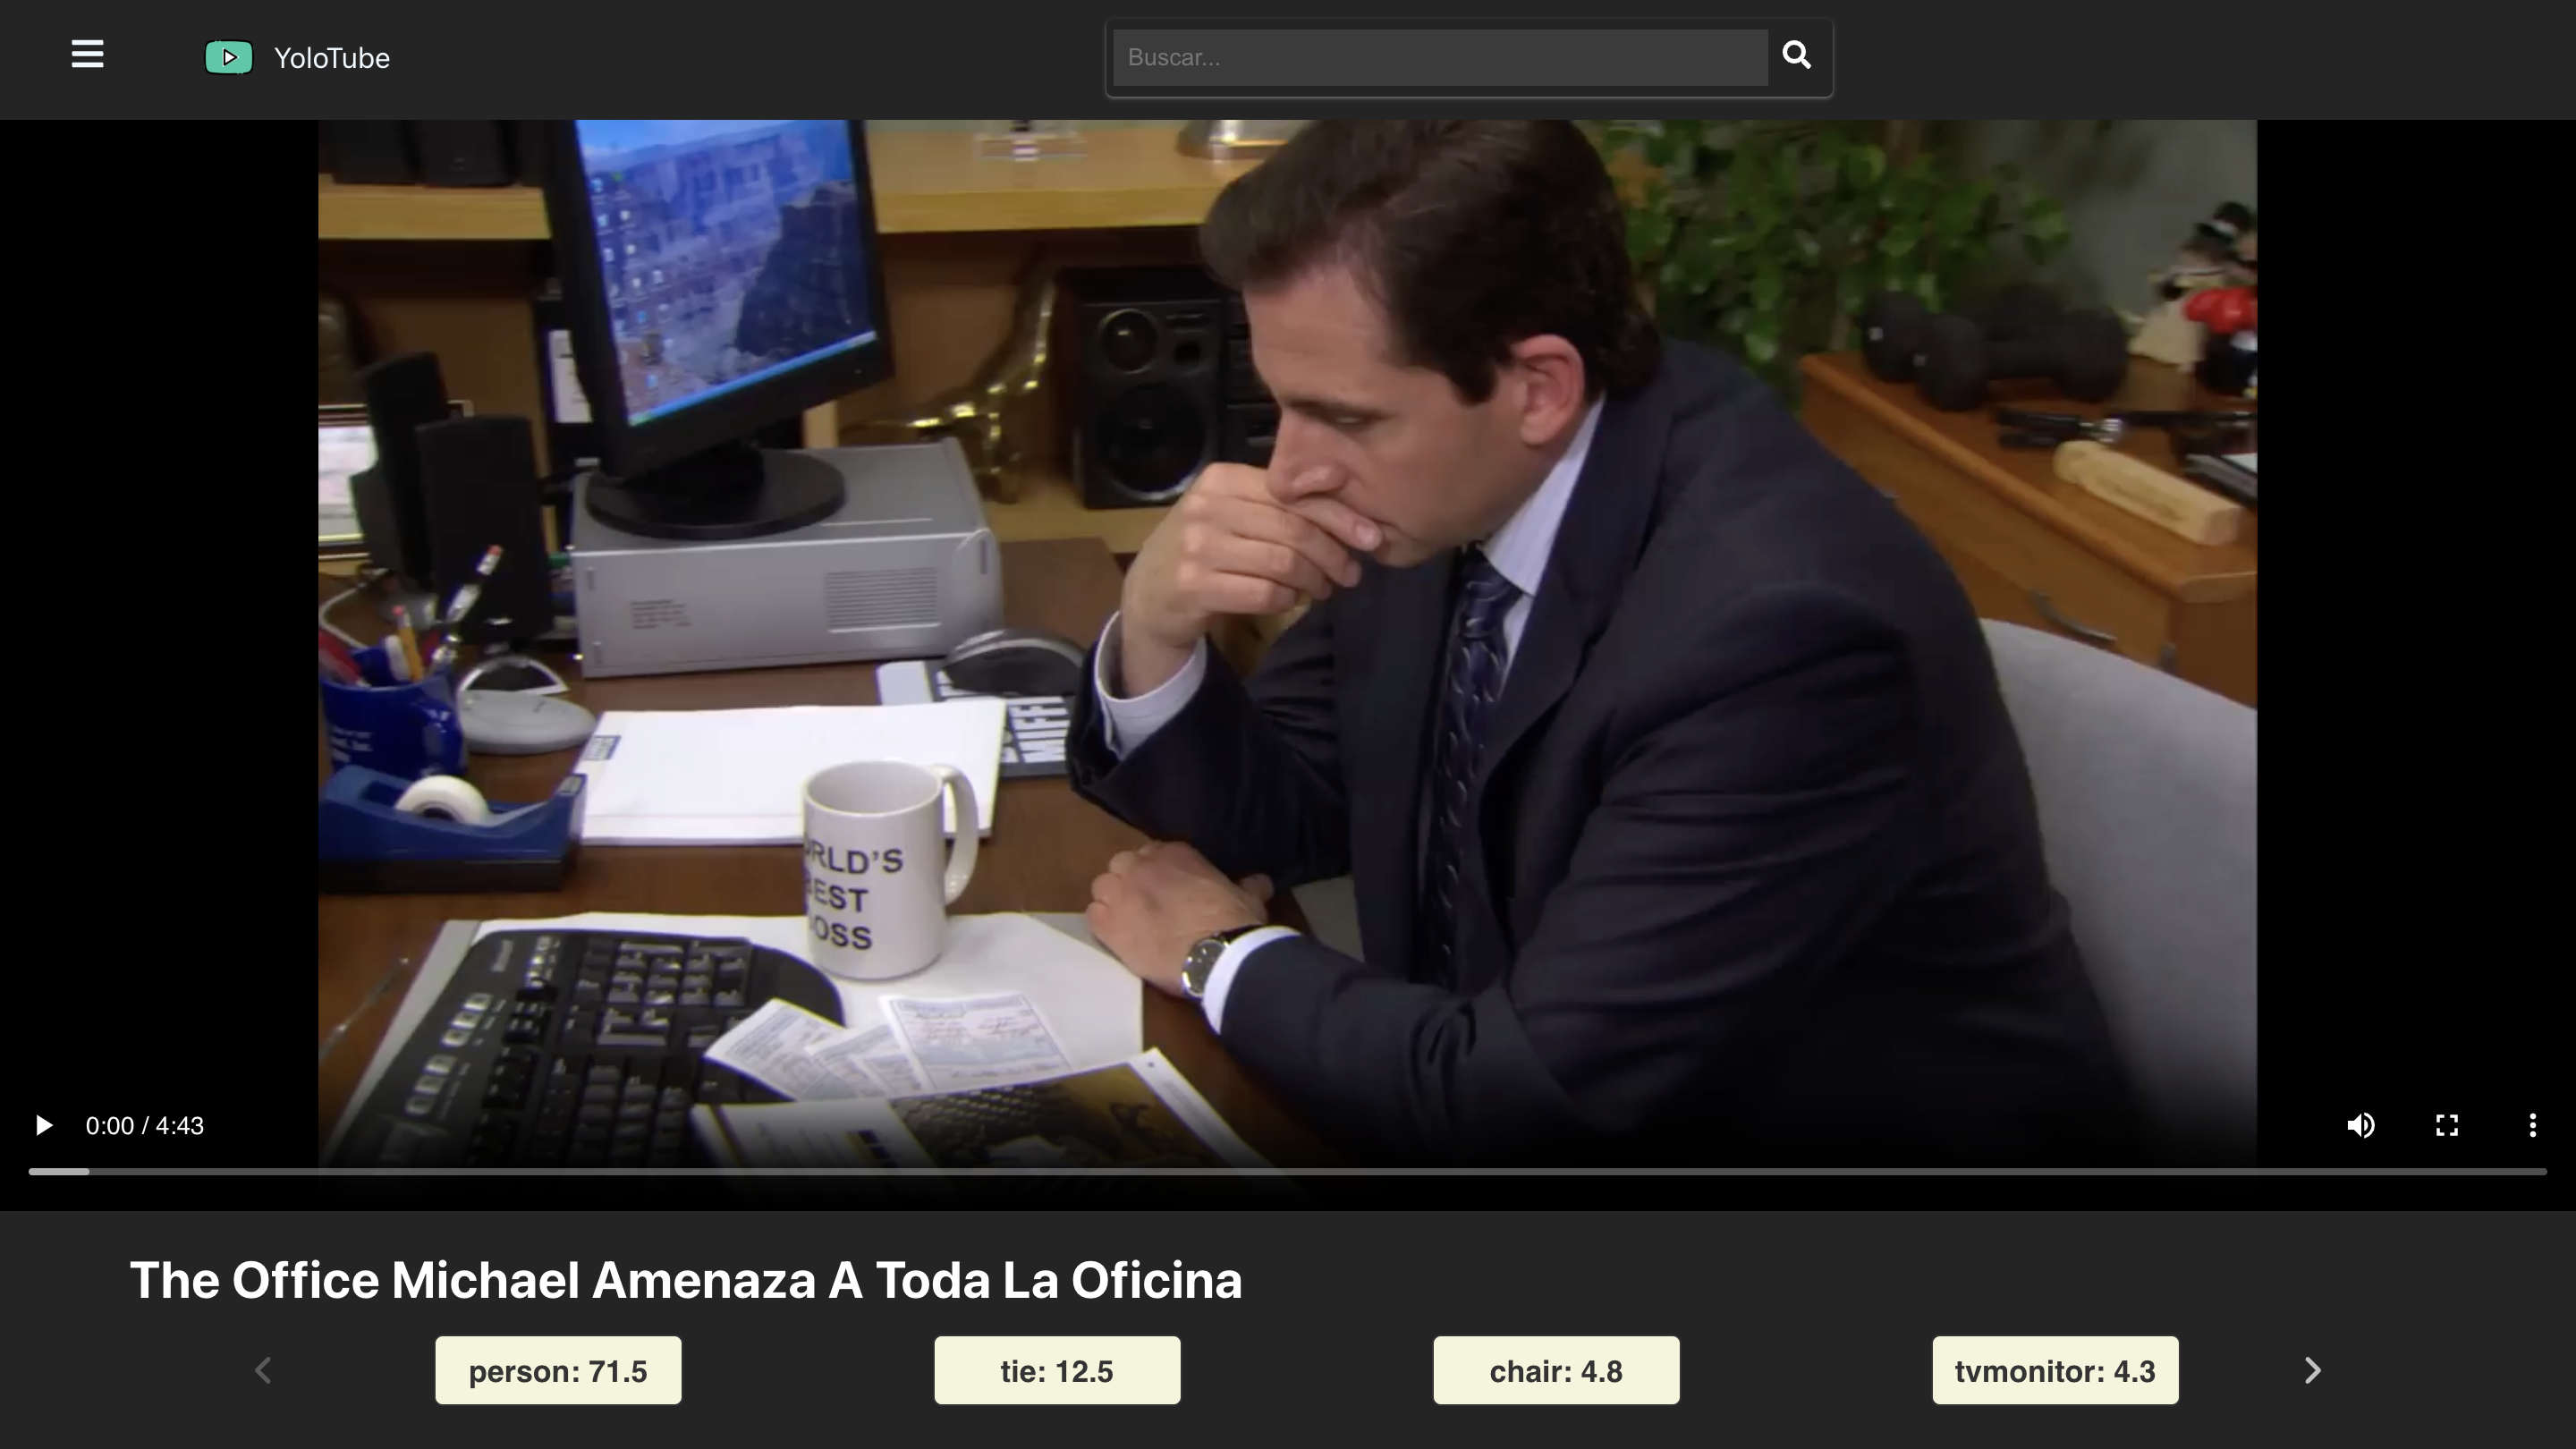 YoloTube
Buscar...
MIFFL
RLD'S
EST
OSS
0:00 / 4:43
The Office Michael Amenaza A Toda La Oficina
person: 71.5
tie: 12.5
chair: 4.8
tvmonitor: 4.3